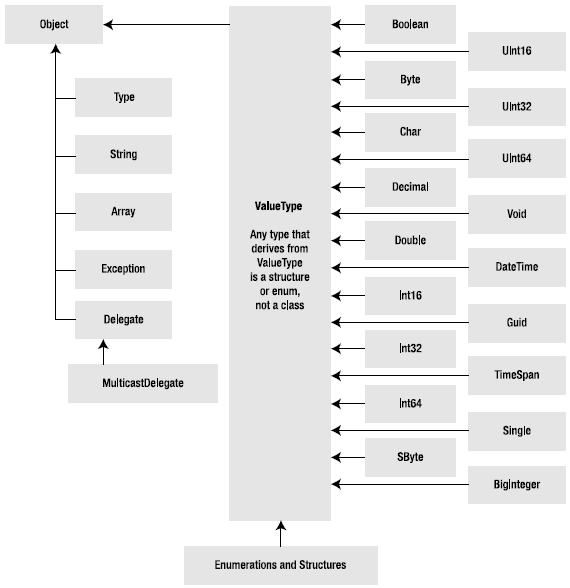 Object
Type
String
Array
Exception
Delegate
MulticastDelegate
ValueType
Any type that
derives from
ValueType
is a structure
or enum,
not a class
Boolean
UInt16
Byte
UInt32
Char
UInt64
Decimal
Void
Double
DateTime
Int16
Guid
Int32
TimeSpan
Int64
Single
SByte
BigInteger
Enumerations and Structures